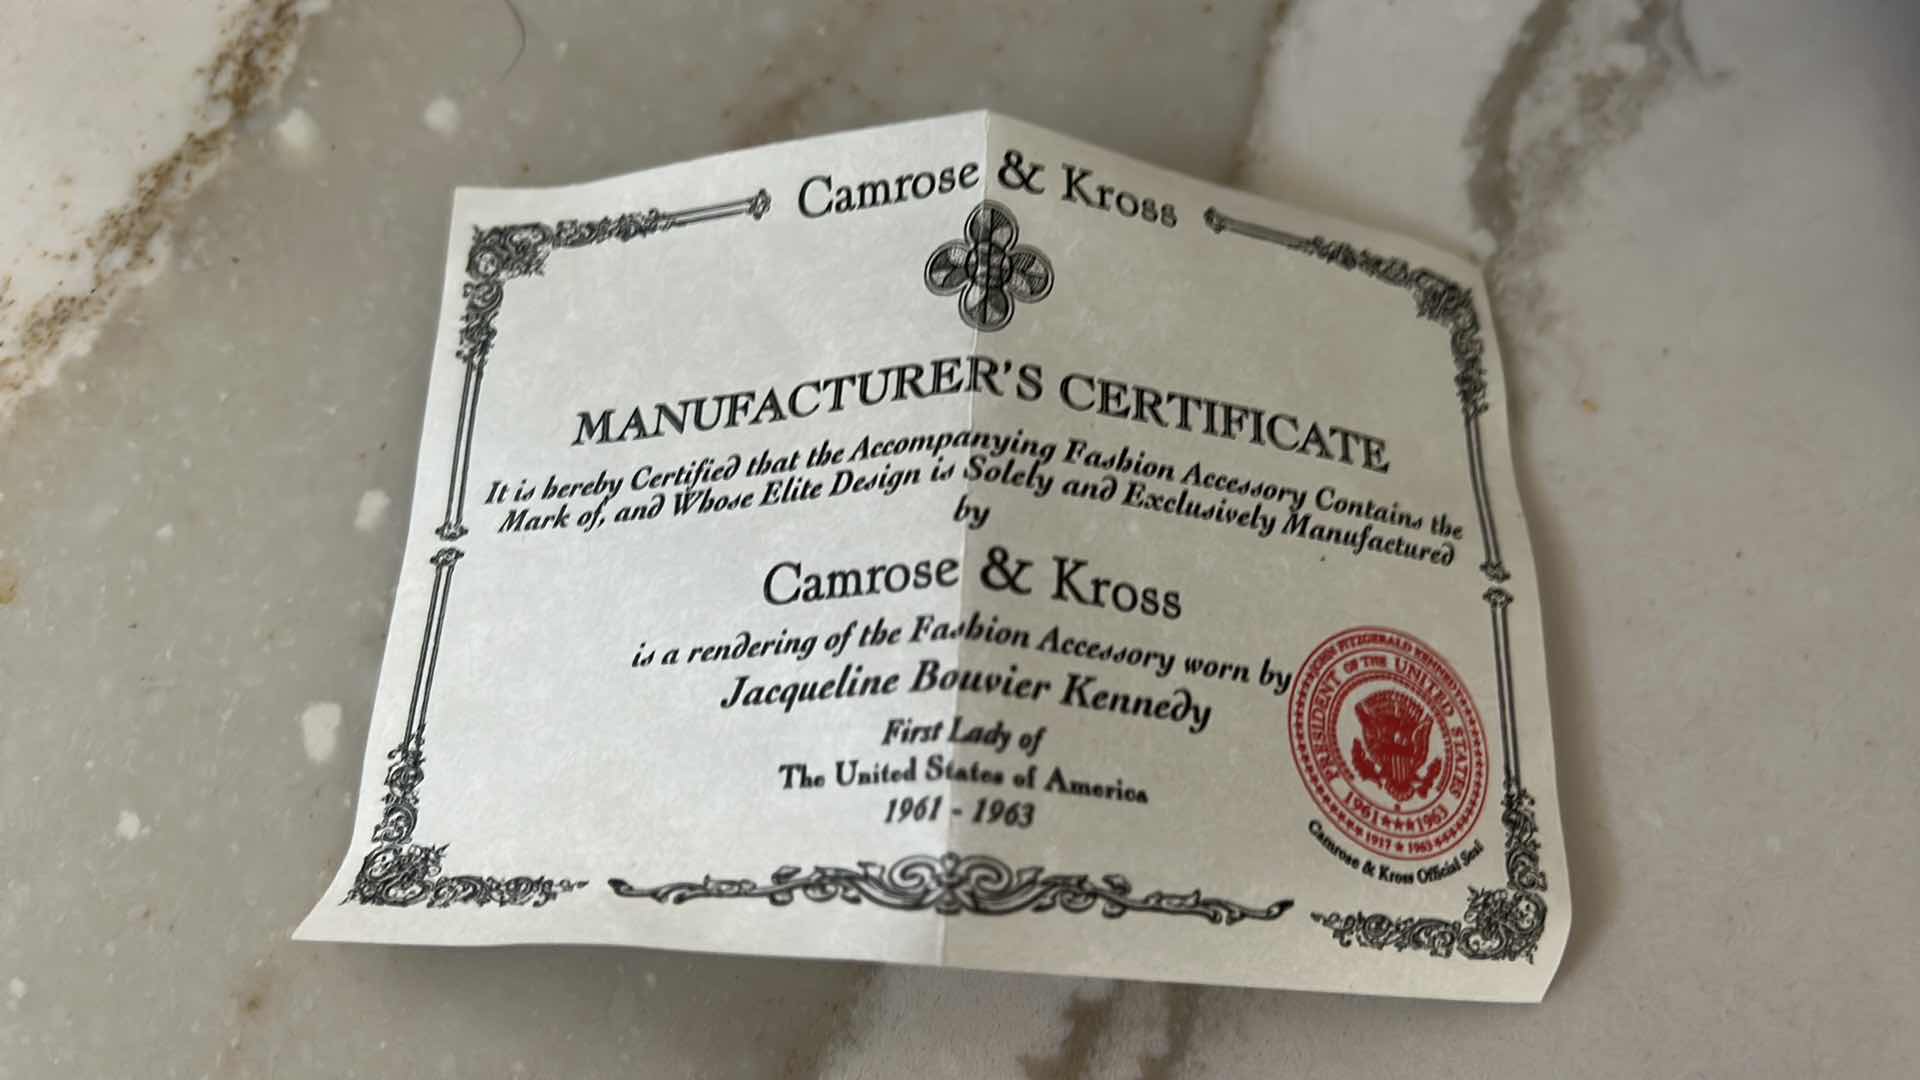 Camrose & Kross
MANUFACTURER'S CERTIFICATE
It is hereby Certified that the Accompanying Fashion Accessory Contains the
Mark of, and Whose Elite Design is Solely and Exclusively Manufactured
by
Camrose & Kross
is a rendering of the Fashion Accessory worn by
Jacqueline Bouvier Kennedy
First Lady of
The United States of America
1961 - 1963
JOHN FITZGERALD KENNEDY
PRESIDENT OF THE UNITED STATES
1961★★★1963
1917 ★ 1963
Camrose & Kross Official Seal